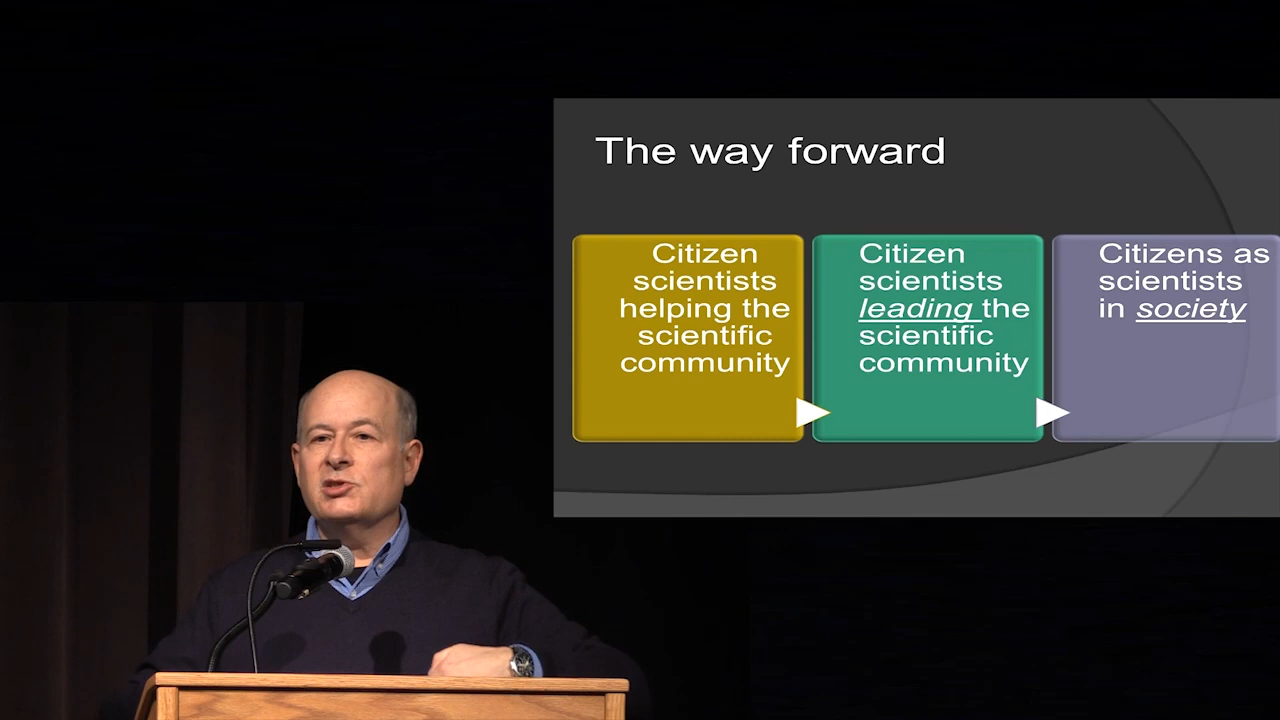 The way forward
Citizen
scientists
helping the
scientific
community
Citizen
scientists
leading the
scientific
community
Citizens as
scientists
in society